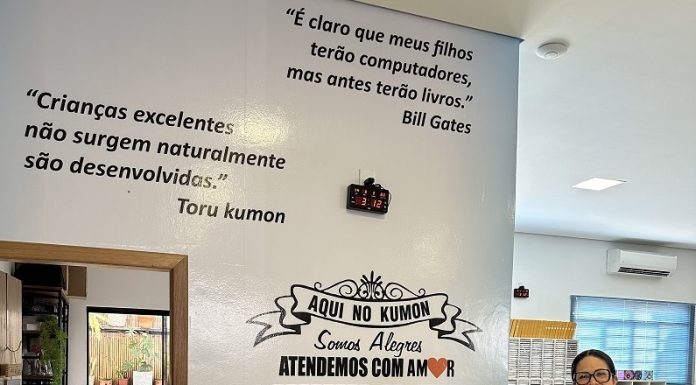 “É claro que meus filhos
terão computadores,
mas antes terão livros.”
Bill Gates
“Crianças excelentes
não surgem naturalmente
são desenvolvidas.”
Toru kumon
AQUI NO KUMON
Somos Alegres
ATENDEMOS COM AMOR